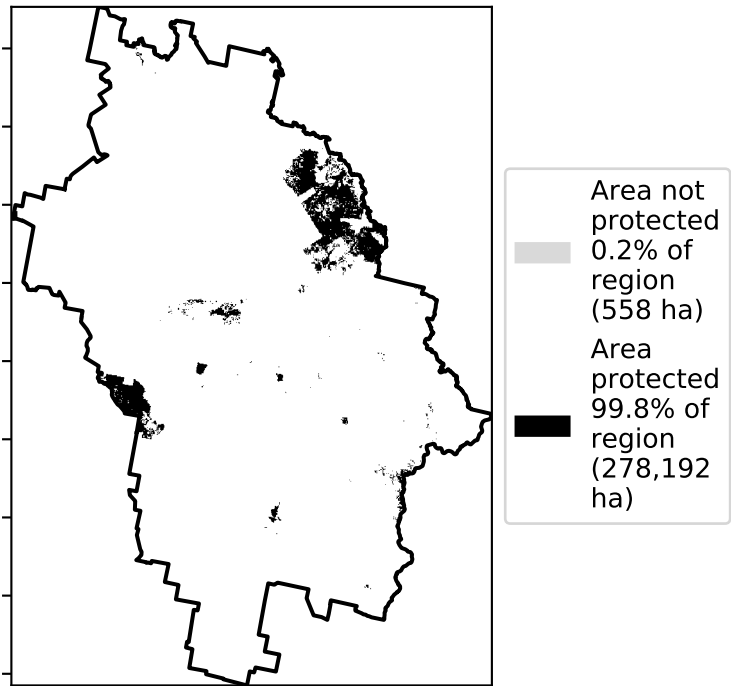 Area not
protected
0.2% of
region
(558 ha)
Area
protected
99.8% of
region
(278,192
ha)